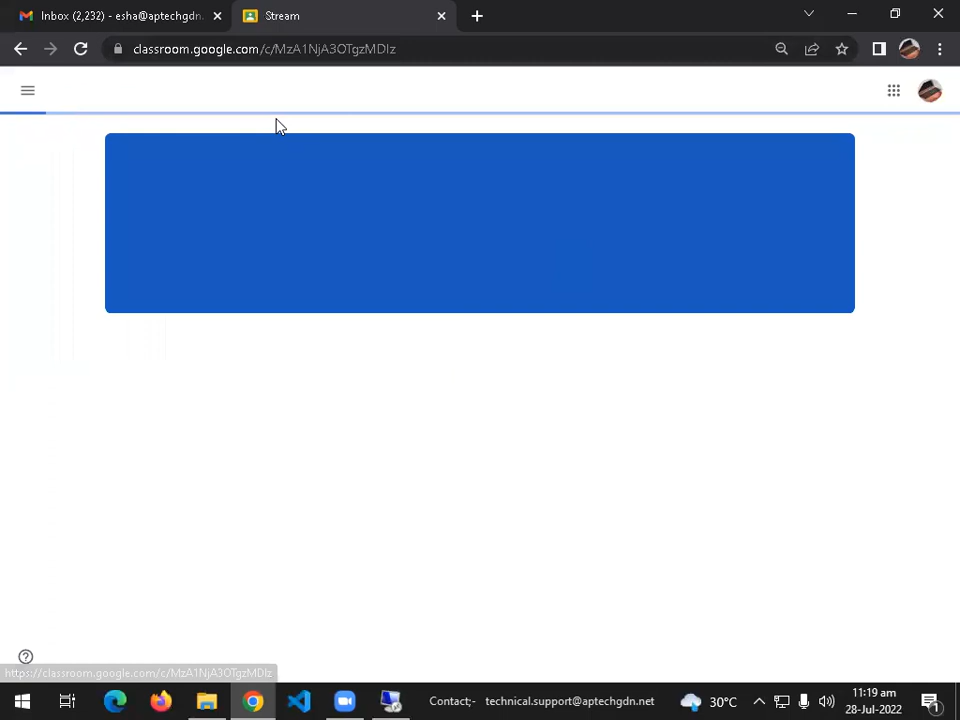 Inbox (2,232) - esha@aptechgdn.
Stream
classroom.google.com/c/MzA1NjA3OTgzMDIz
https://classroom.google.com/c/MzA1NjA3OTgzMDIz
Contact:- technical.support@aptechgdn.net
30°C
11:19 am
28-Jul-2022
1